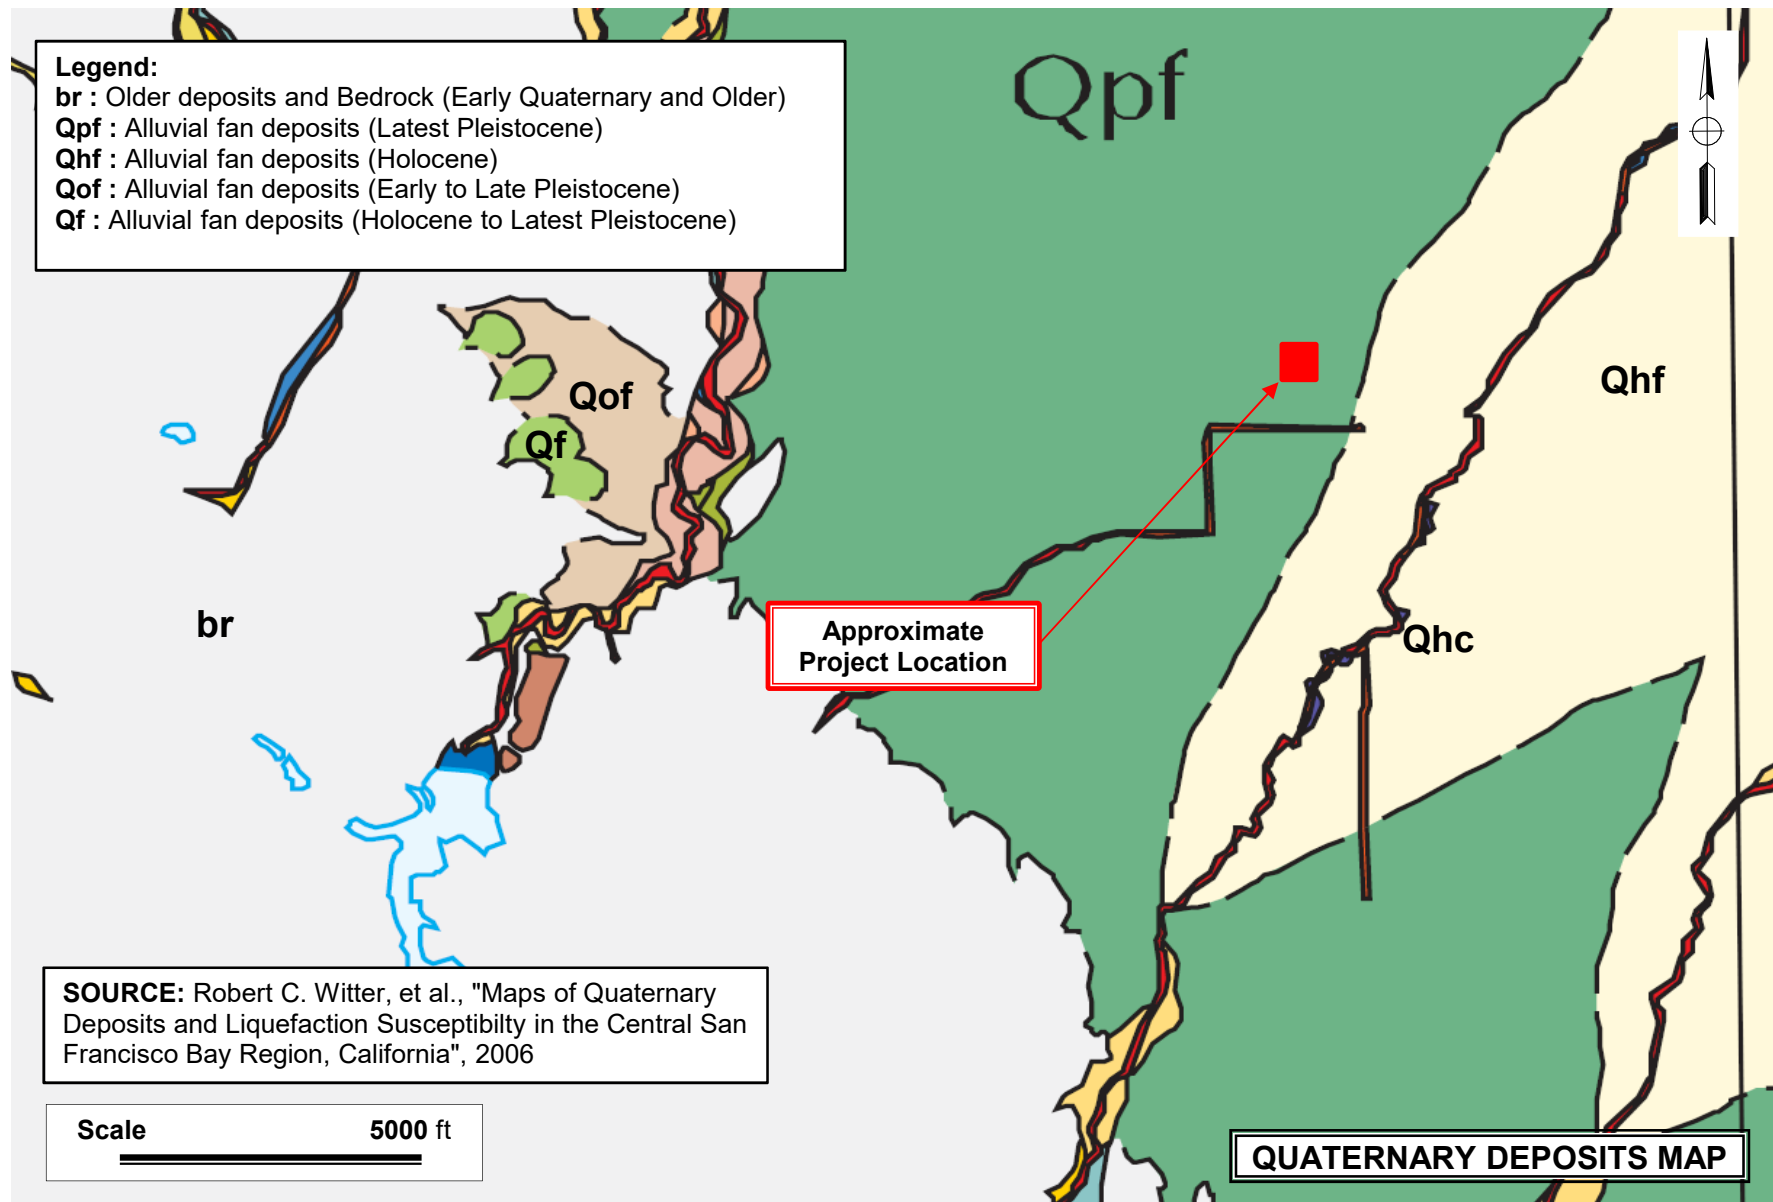 Legend:
br : Older deposits and Bedrock (Early Quaternary and Older)
Qpf : Alluvial fan deposits (Latest Pleistocene)
Qhf : Alluvial fan deposits (Holocene)
Qof : Alluvial fan deposits (Early to Late Pleistocene)
Qf : Alluvial fan deposits (Holocene to Latest Pleistocene)
Qpf
Qhf
Qof
Qf
br
Approximate
Project Location
Qhc
SOURCE: Robert C. Witter, et al., "Maps of Quaternary
Deposits and Liquefaction Susceptibilty in the Central San
Francisco Bay Region, California", 2006
Scale 5000 ft
QUATERNARY DEPOSITS MAP